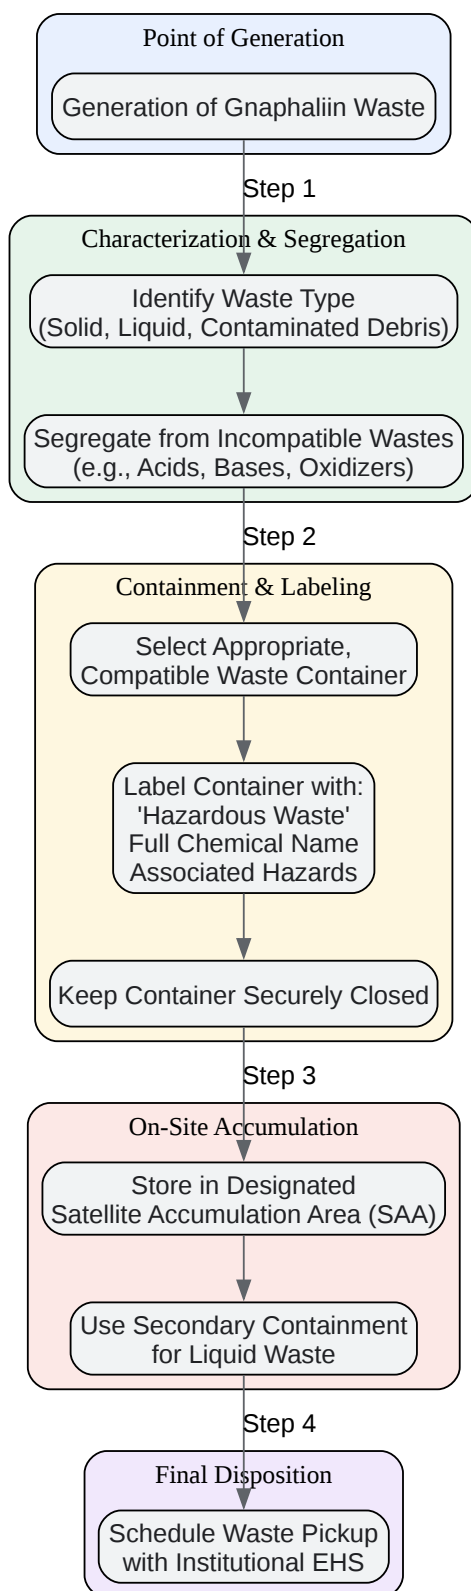 Point of Generation
Generation of Gnaphaliin Waste
Step 1
Characterization & Segregation
Identify Waste Type
(Solid, Liquid, Contaminated Debris)
Segregate from Incompatible Wastes
(e.g., Acids, Bases, Oxidizers)
Step 2
Containment & Labeling
Select Appropriate,
Compatible Waste Container
Label Container with:
'Hazardous Waste'
Full Chemical Name
Associated Hazards
Keep Container Securely Closed
Step 3
On-Site Accumulation
Store in Designated
Satellite Accumulation Area (SAA)
Use Secondary Containment
for Liquid Waste
Step 4
Final Disposition
Schedule Waste Pickup
with Institutional EHS